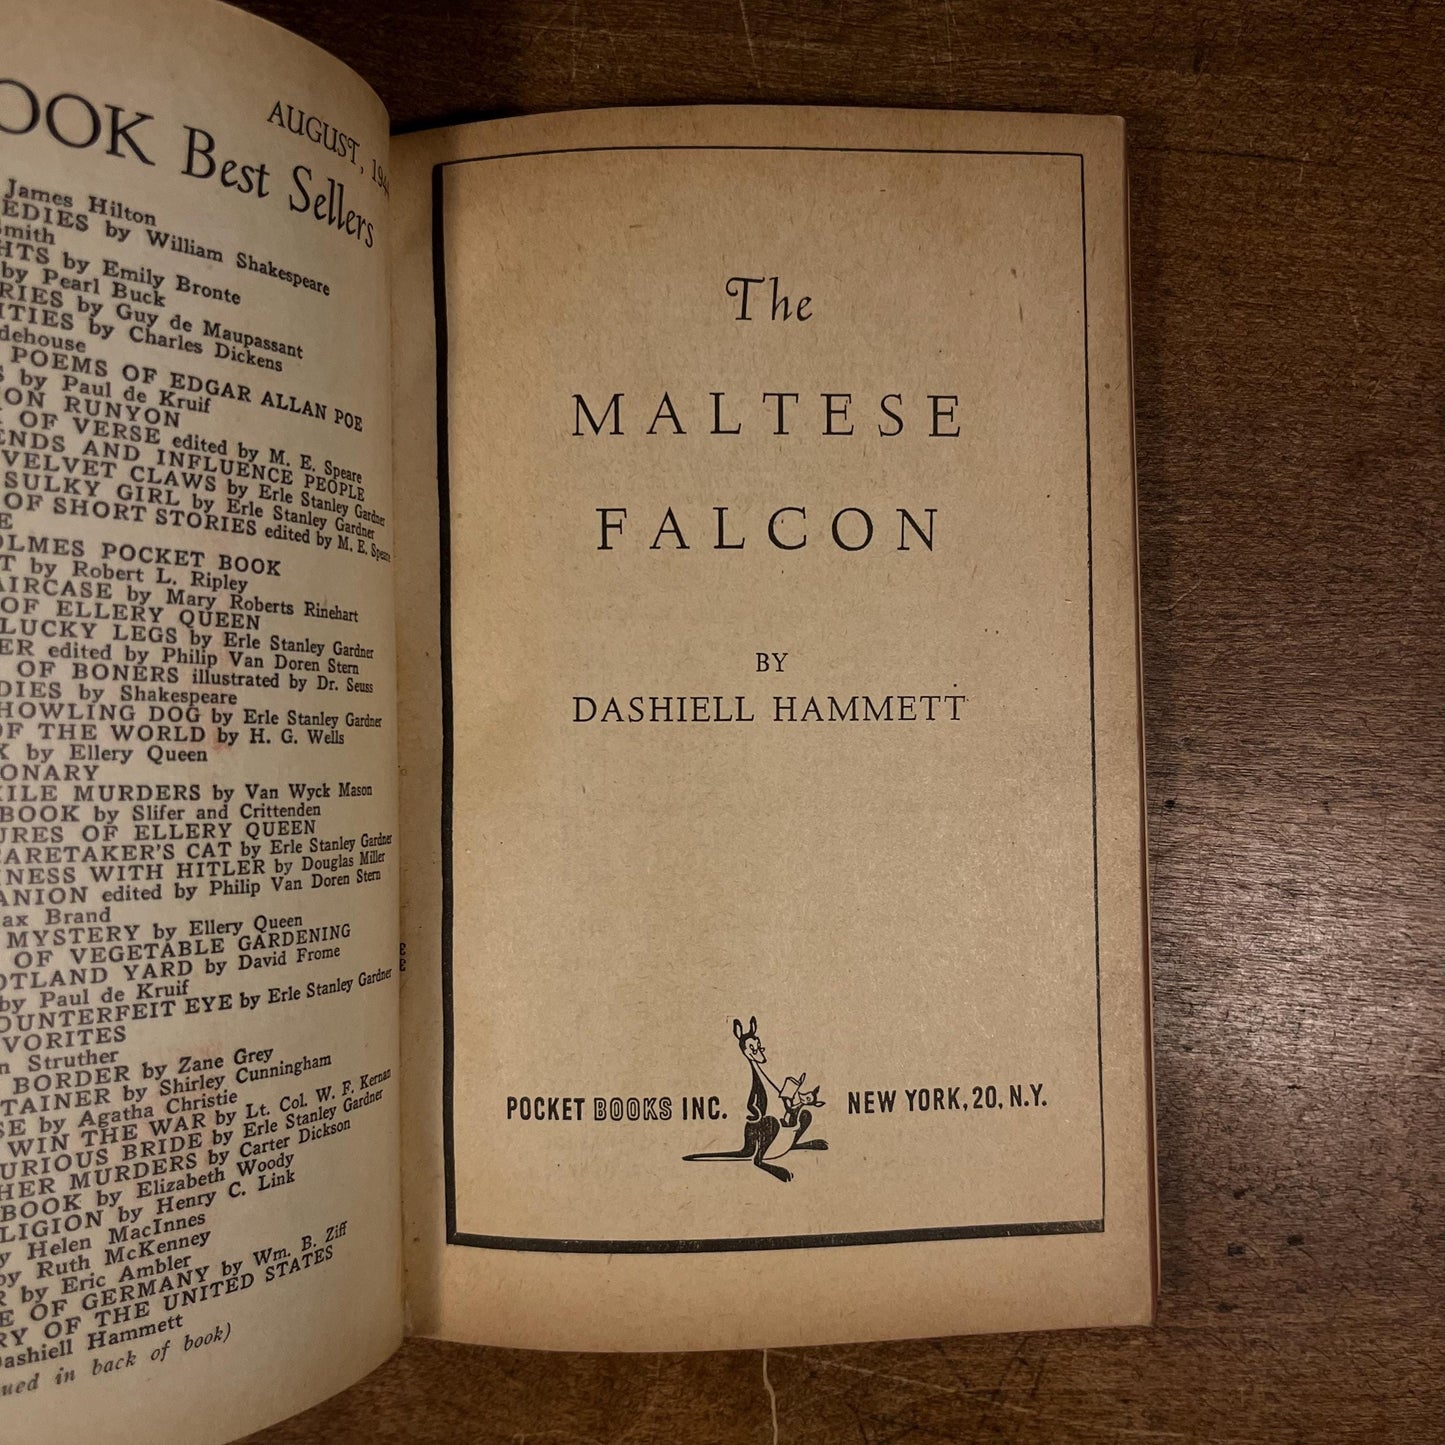 AUGUST, 194
OOK Best Sellers
James Hilton
EDIES by William Shakespeare
Smith
HTS by Emily Bronte
by Pearl Buck
RIES by Guy de Maupassant
ITIES by Charles Dickens
dehouse
POEMS OF EDGAR ALLAN POE
S by Paul de Kruif
ON RUNYON
OF VERSE edited by M. E. Speare
ENDS AND INFLUENCE PEOPLE
VELVET CLAWS by Erle Stanley Gardner
SULKY GIRL by Erle Stanley Gardner
OF SHORT STORIES edited by M. E. Speare
E
OLMES POCKET BOOK
T by Robert L. Ripley
AIRCASE by Mary Roberts Rinehart
OF ELLERY QUEEN
LUCKY LEGS by Erle Stanley Gardner
ER edited by Philip Van Doren Stern
OF BONERS illustrated by Dr. Seuss
DIES by Shakespeare
HOWLING DOG by Erle Stanley Gardner
OF THE WORLD by H. G. Wells
K by Ellery Queen
ONARY
KILE MURDERS by Van Wyck Mason
BOOK by Slifer and Crittenden
URES OF ELLERY QUEEN
CARETAKER'S CAT by Erle Stanley Gardner
INESS WITH HITLER by Douglas Miller
ANION edited by Philip Van Doren Stern
ax Brand
MYSTERY by Ellery Queen
OF VEGETABLE GARDENING
OTLAND YARD by David Frome
by Paul de Kruif
OUNTERFEIT EYE by Erle Stanley Gardner
VORITES
n Struther
BORDER by Zane Grey
TAINER by Shirley Cunningham
SE by Agatha Christie
WIN THE WAR by Lt. Col. W. F. Kernan
URIOUS BRIDE by Erle Stanley Gardner
HER MURDERS by Carter Dickson
BOOK by Elizabeth Woody
LIGION by Henry C. Link
y Helen MacInnes
by Ruth McKenney
R by Eric Ambler
E OF GERMANY by Wm. B. Ziff
RY OF THE UNITED STATES
Dashiell Hammett
ued in back of book)
The
MALTESE
FALCON
BY
DASHIELL HAMMETT
POCKET BOOKS INC. NEW YORK, 20, N.Y.